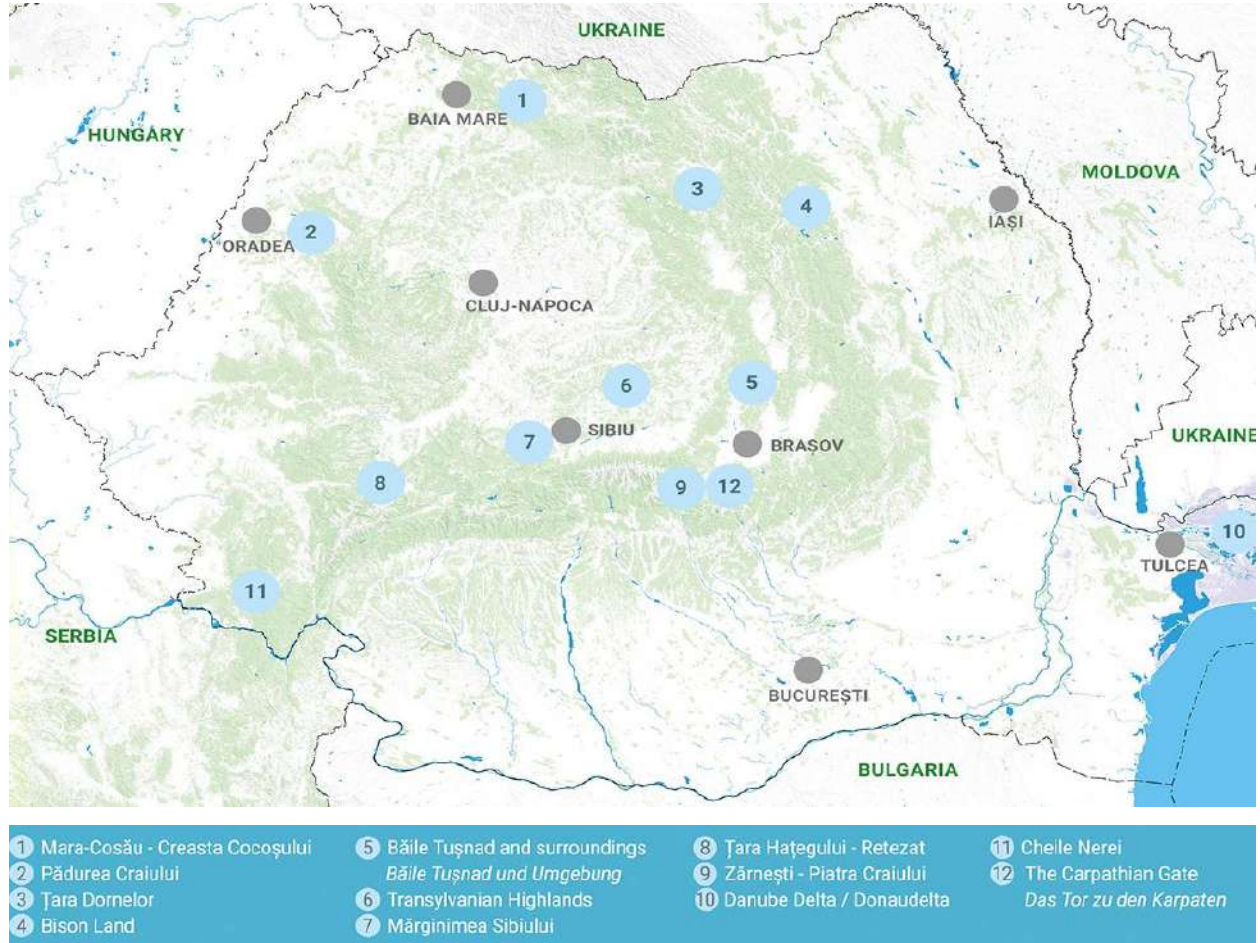 UKRAINE
BAIA MARE
1
HUNGARY
MOLDOVA
3
4
IAȘI
ORADEA
2
CLUJ-NAPOCA
6
5
7
SIBIU
BRAȘOV
UKRAINE
8
9
12
10
TULCEA
11
SERBIA
BUCUREȘTI
BULGARIA
1 Mara-Cosău - Creasta Cocoșului
2 Pădurea Craiului
3 Țara Dornelor
4 Bison Land
5 Băile Tușnad and surroundings
Băile Tușnad und Umgebung
6 Transylvanian Highlands
7 Mărginimea Sibiului
8 Țara Hațegului - Retezat
9 Zărnești - Piatra Craiului
10 Danube Delta / Donaudelta
11 Cheile Nerei
12 The Carpathian Gate
Das Tor zu den Karpaten